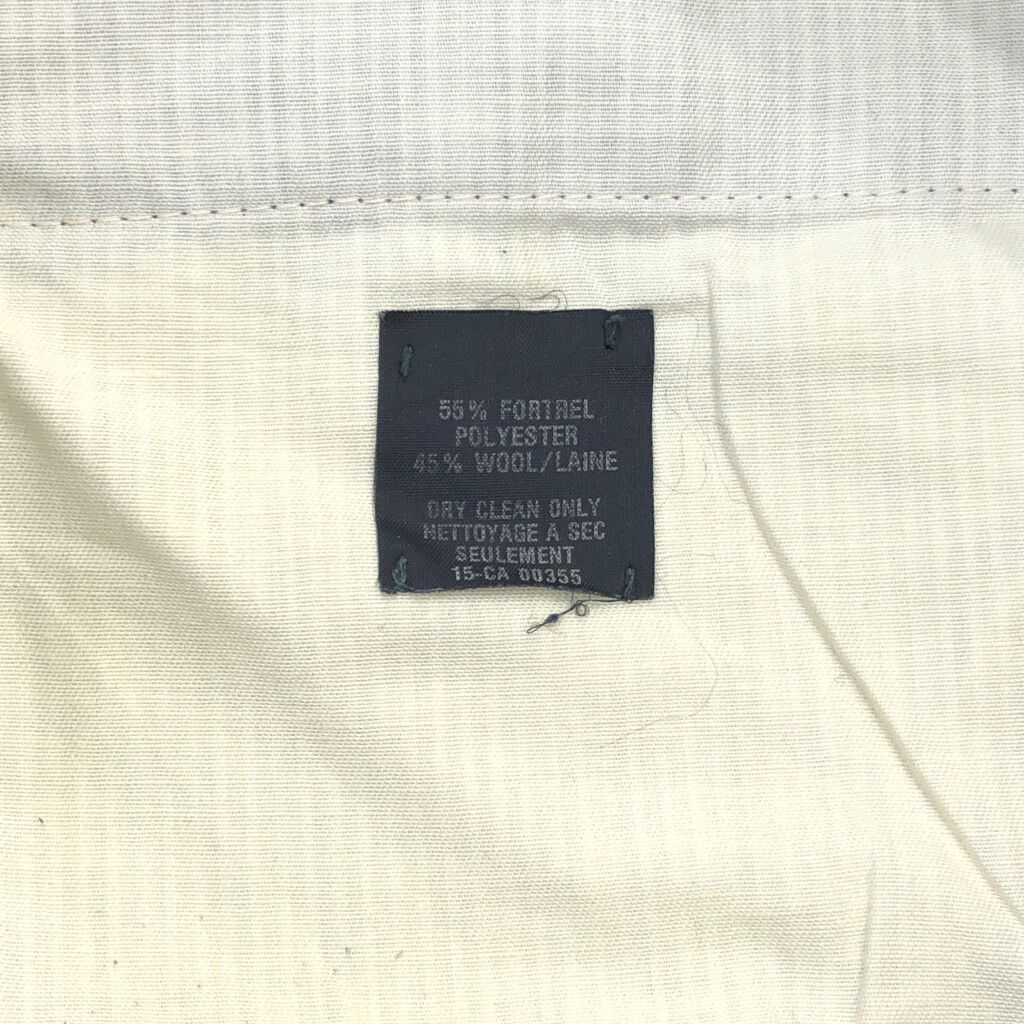 55% FORTREL
POLYESTER
45% WOOL/LAINE
DRY CLEAN ONLY
NETTOYAGE A SEC
SEULEMENT
15-CA 00355